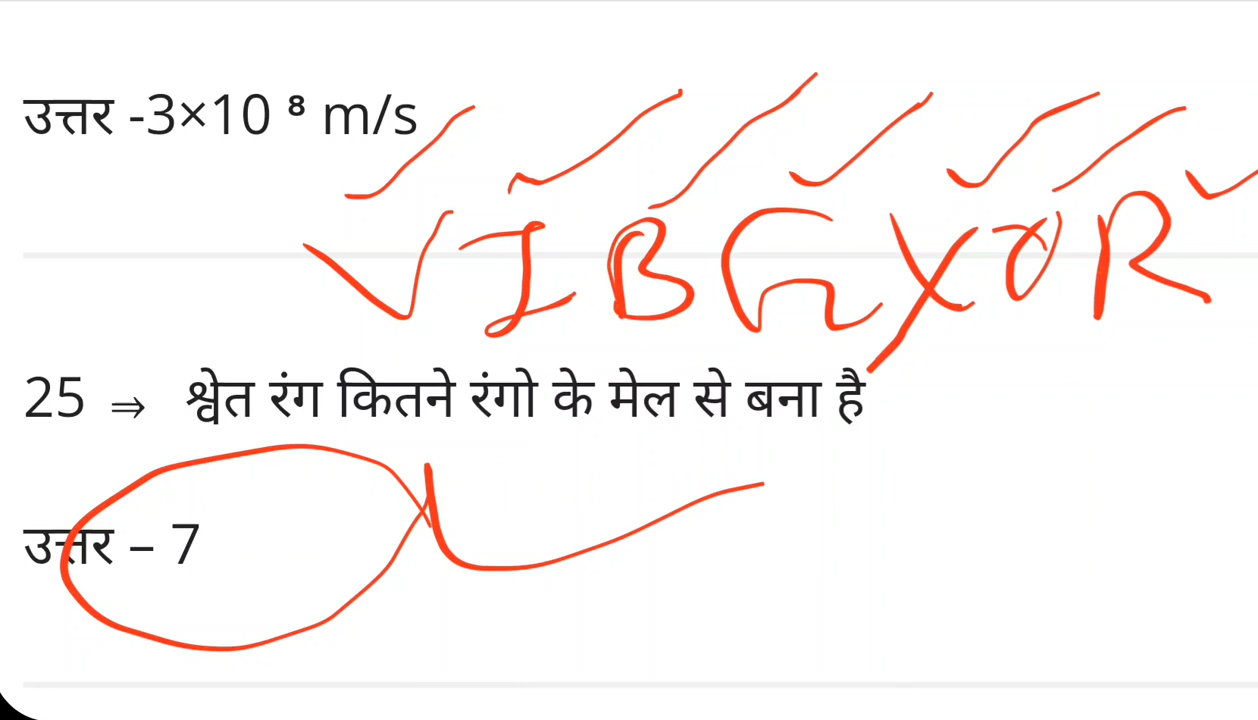 उत्तर -3×10 ⁸ m/s
VIBGYOR
25 ⇒ श्वेत रंग कितने रंगो के मेल से बना है
उत्तर – 7